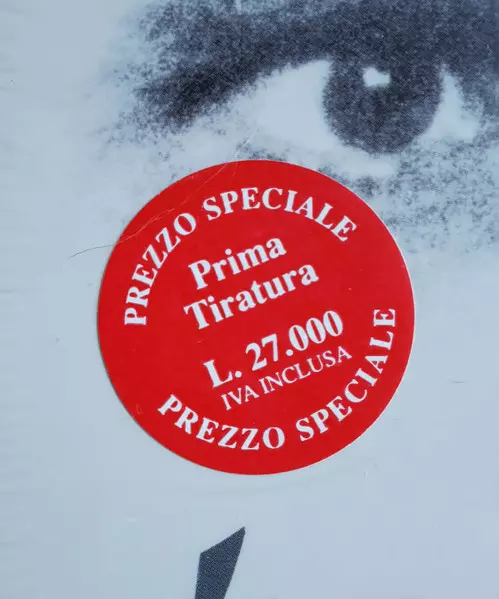 PREZZO SPECIALE
Prima
Tiratura
L. 27.000
IVA INCLUSA
PREZZO SPECIALE